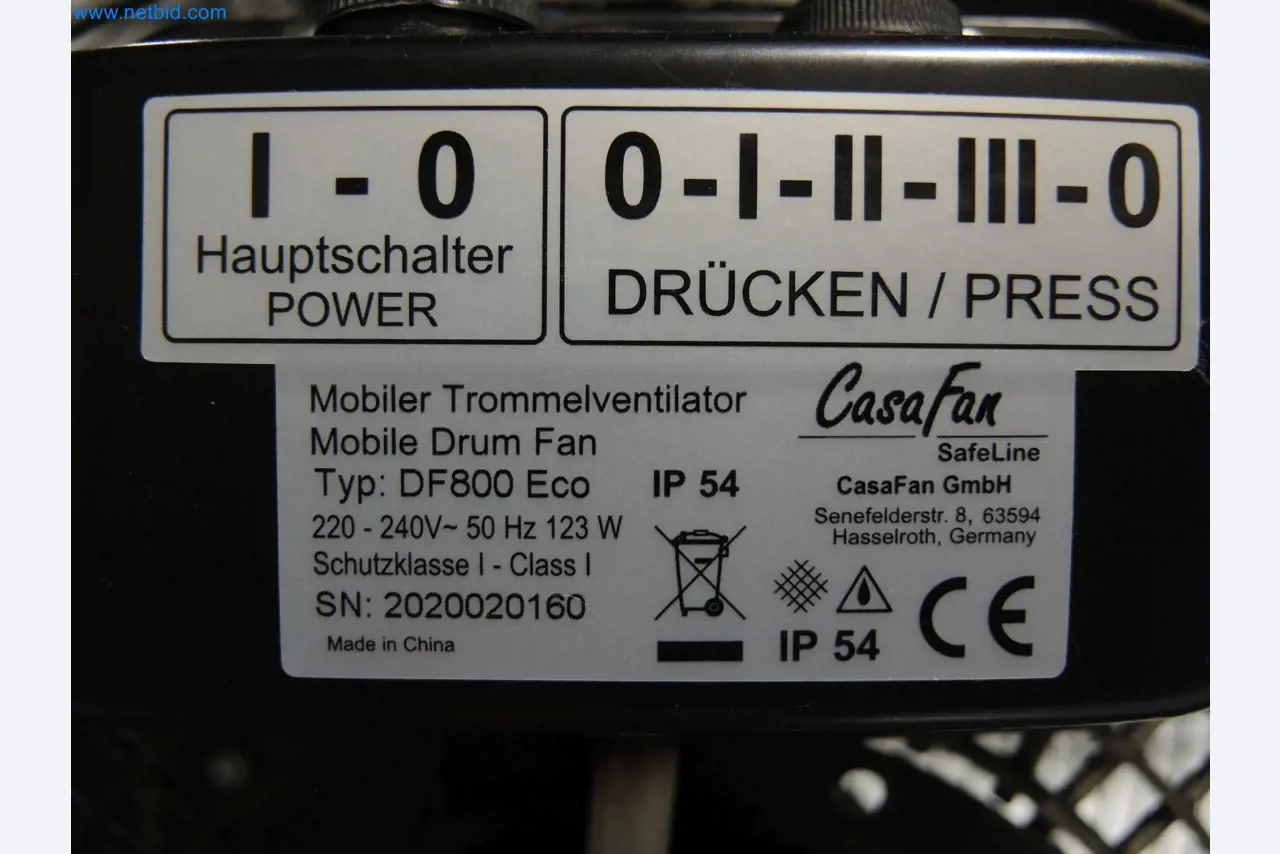 www.netbid.com
I - 0
Hauptschalter
POWER
0-I-II-III-0
DRÜCKEN / PRESS
Mobiler Trommelventilator
Mobile Drum Fan
Typ: DF800 Eco
IP 54
220 - 240V~ 50 Hz 123 W
Schutzklasse I - Class I
SN: 2020020160
Made in China
CasaFan
SafeLine
CasaFan GmbH
Senefelderstr. 8, 63594
Hasselroth, Germany
IP 54
CE